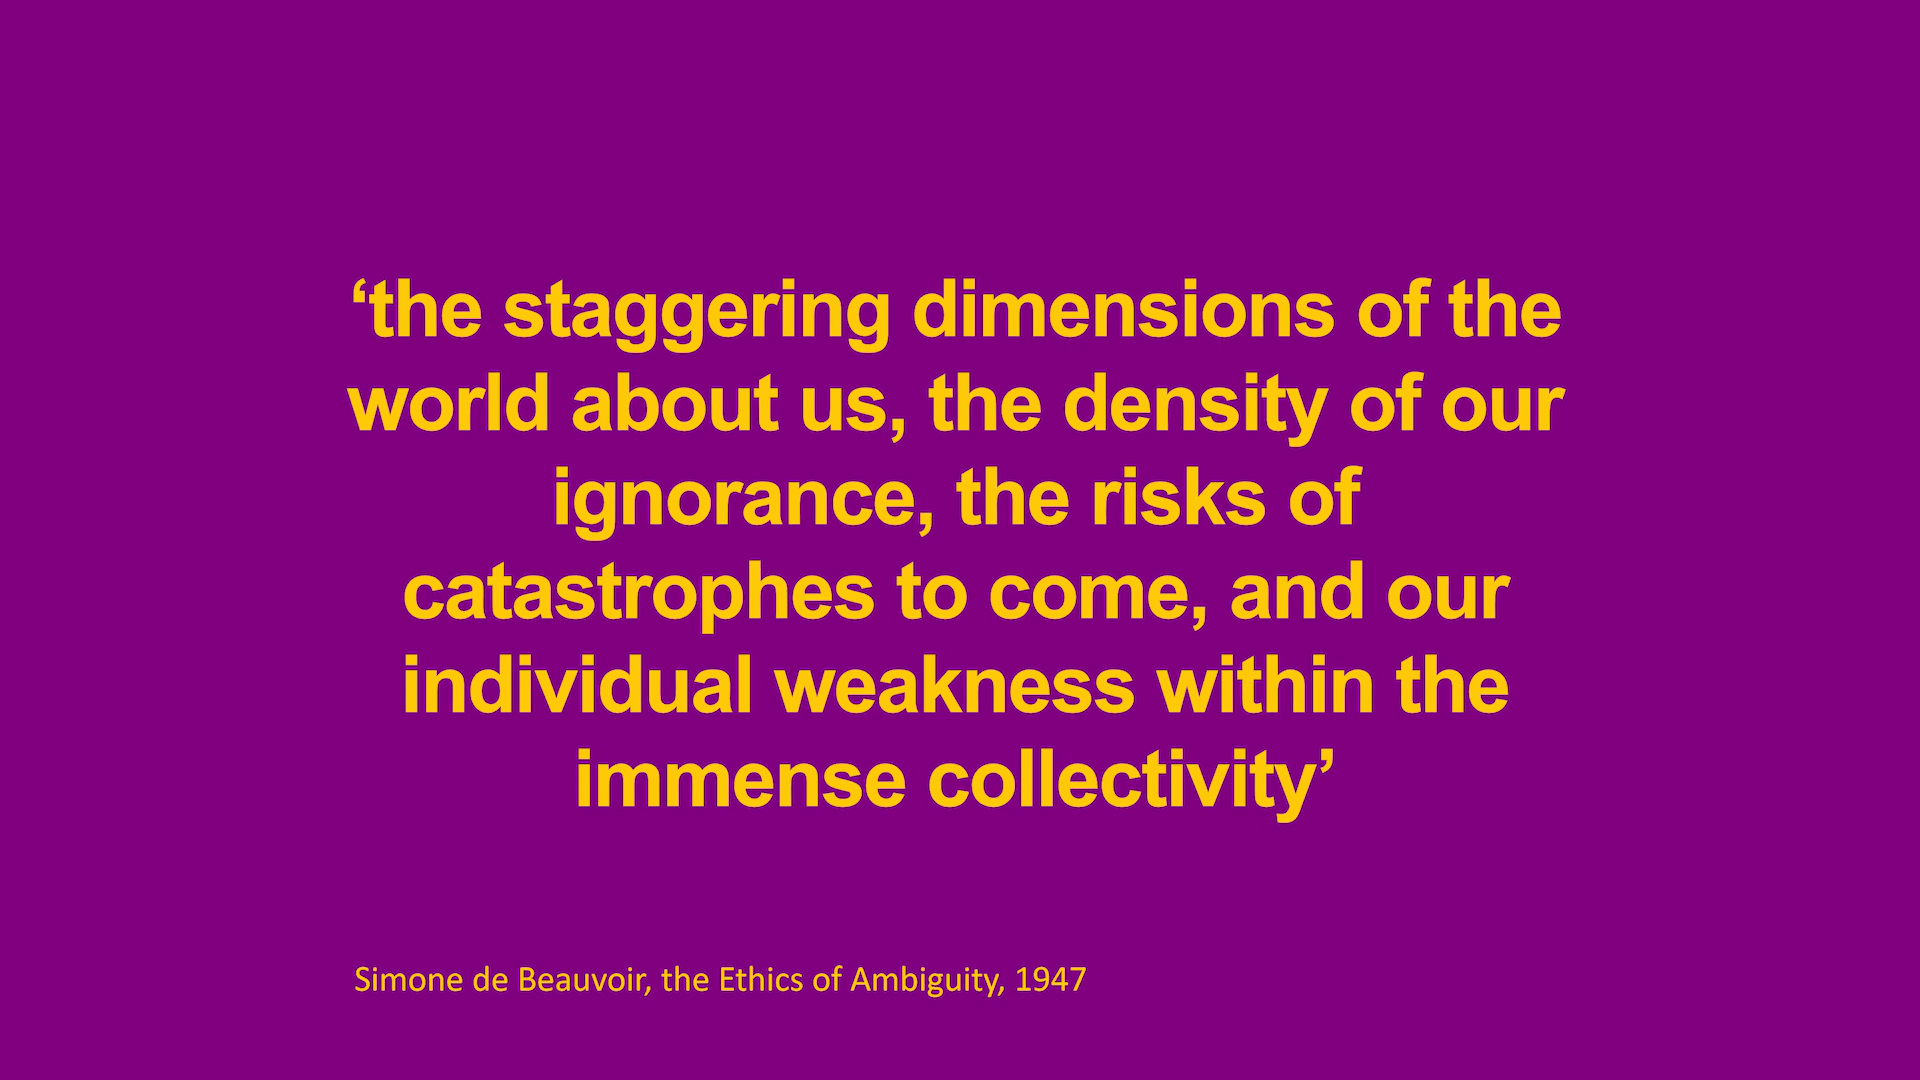 ‘the staggering dimensions of the
world about us, the density of our
ignorance, the risks of
catastrophes to come, and our
individual weakness within the
immense collectivity’
Simone de Beauvoir, the Ethics of Ambiguity, 1947